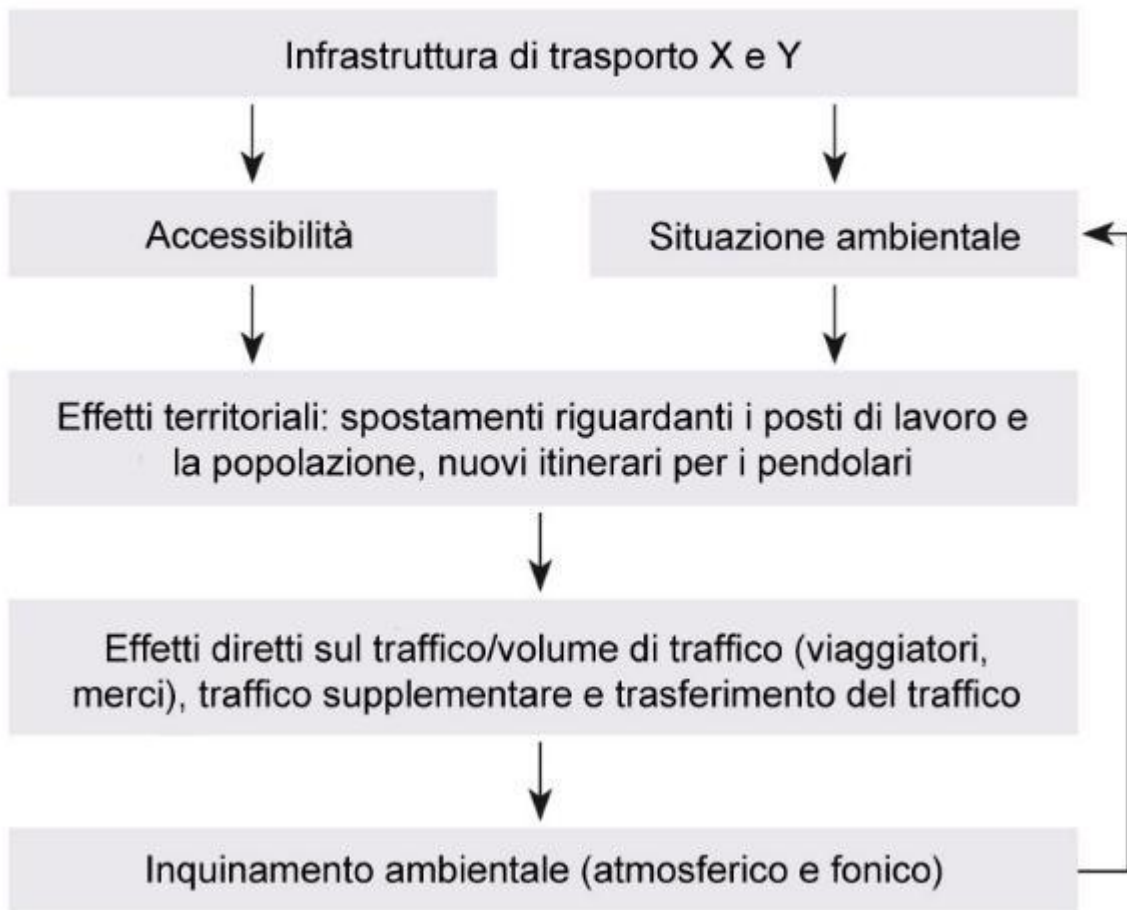 Infrastruttura di trasporto X e Y
Accessibilità
Situazione ambientale
Effetti territoriali: spostamenti riguardanti i posti di lavoro e
la popolazione, nuovi itinerari per i pendolari
Effetti diretti sul traffico/volume di traffico (viaggiatori,
merci), traffico supplementare e trasferimento del traffico
Inquinamento ambientale (atmosferico e fonico)